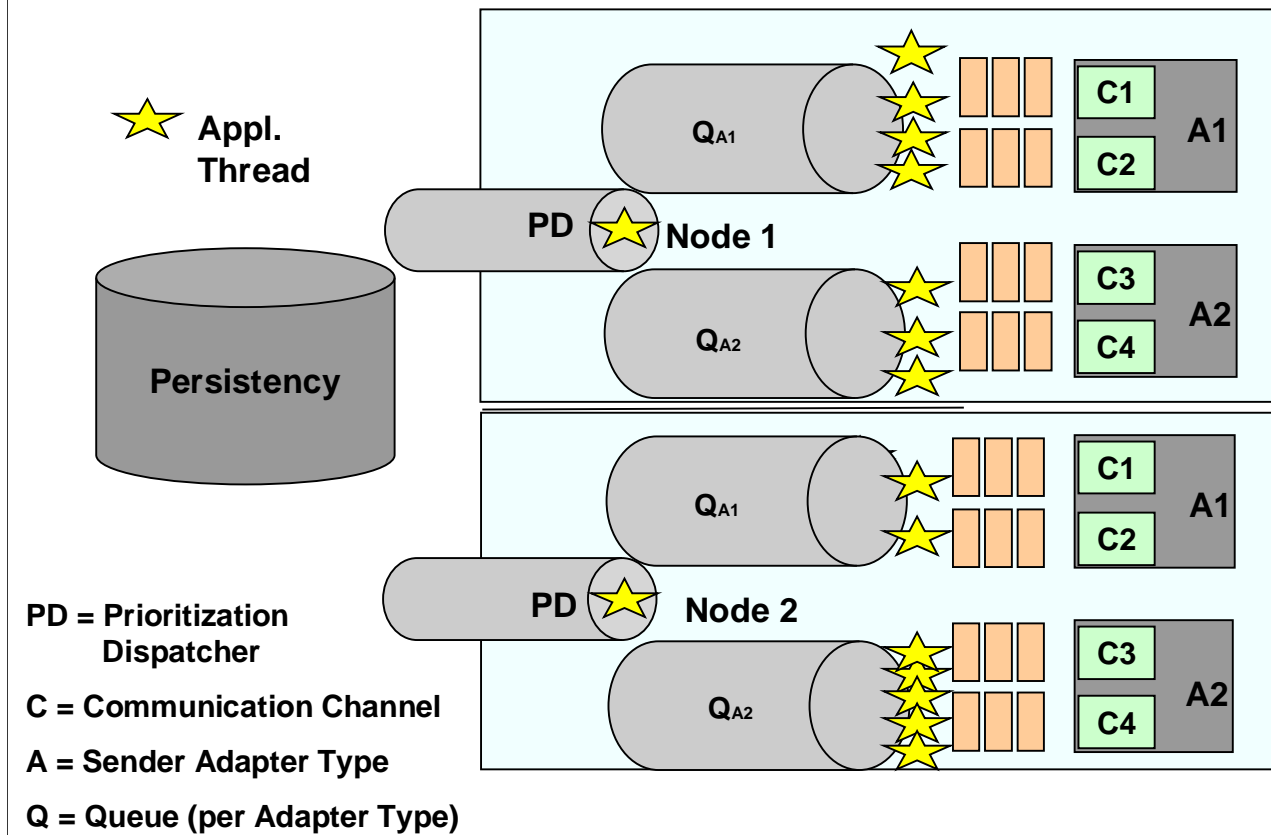 Appl.
Thread
Persistency
PD = Prioritization
Dispatcher
C = Communication Channel
A = Sender Adapter Type
Q = Queue (per Adapter Type)
QA1
C1
A1
C2
PD
Node 1
QA2
C3
A2
C4
QA1
C1
A1
C2
PD
Node 2
QA2
C3
A2
C4